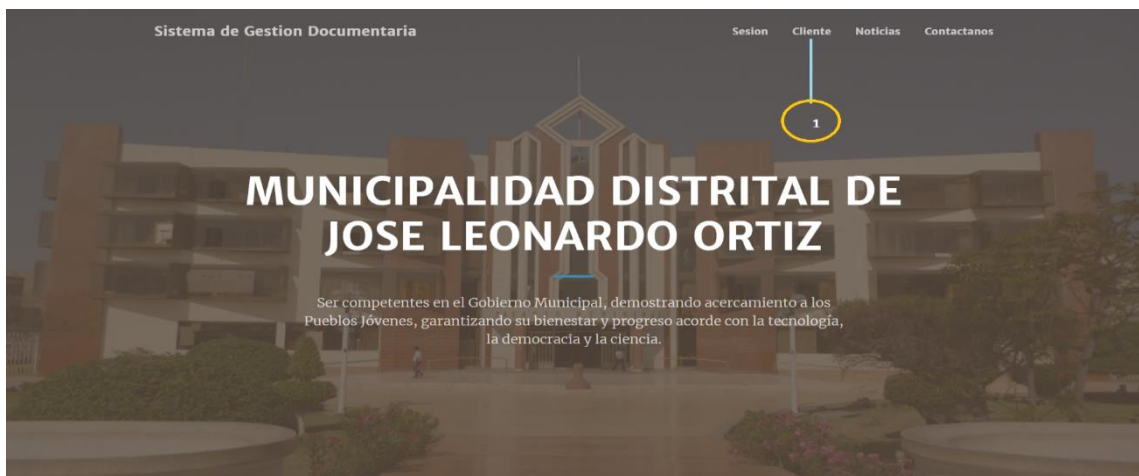 Sistema de Gestion Documentaria
Sesion Cliente Noticias Contactanos
1
MUNICIPALIDAD DISTRITAL DE
JOSE LEONARDO ORTIZ
Ser competentes en el Gobierno Municipal, demostrando acercamiento a los
Pueblos Jóvenes, garantizando su bienestar y progreso acorde con la tecnología,
la democracia y la ciencia.